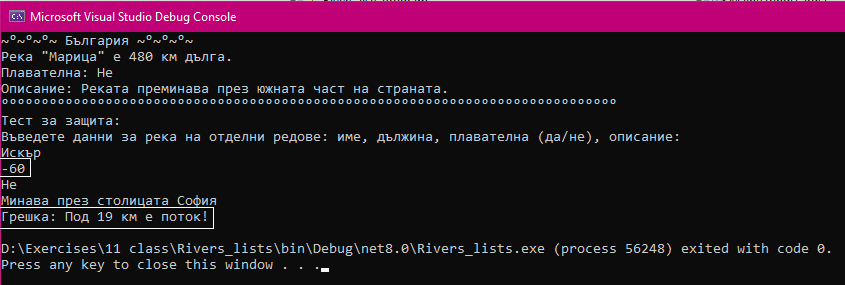 Microsoft Visual Studio Debug Console
~°~°~°~ България ~°~°~°~
Река "Марица" е 480 км дълга.
Плавателна: Не
Описание: Реката преминава през южната част на страната.
°°°°°°°°°°°°°°°°°°°°°°°°°°°°°°°°°°°°°°°°°°°°°°°°°°°°°°°°°°°°°°°°°°°°°°°°°°°°°
Тест за защита:
Въведете данни за река на отделни редове: име, дължина, плавателна (да/не), описание:
Искър
-60
Не
Минава през столицата София
Грешка: Под 19 км е поток!
D:\Exercises\11 class\Rivers_lists\bin\Debug\net8.0\Rivers_lists.exe (process 56248) exited with code 0.
Press any key to close this window . . .